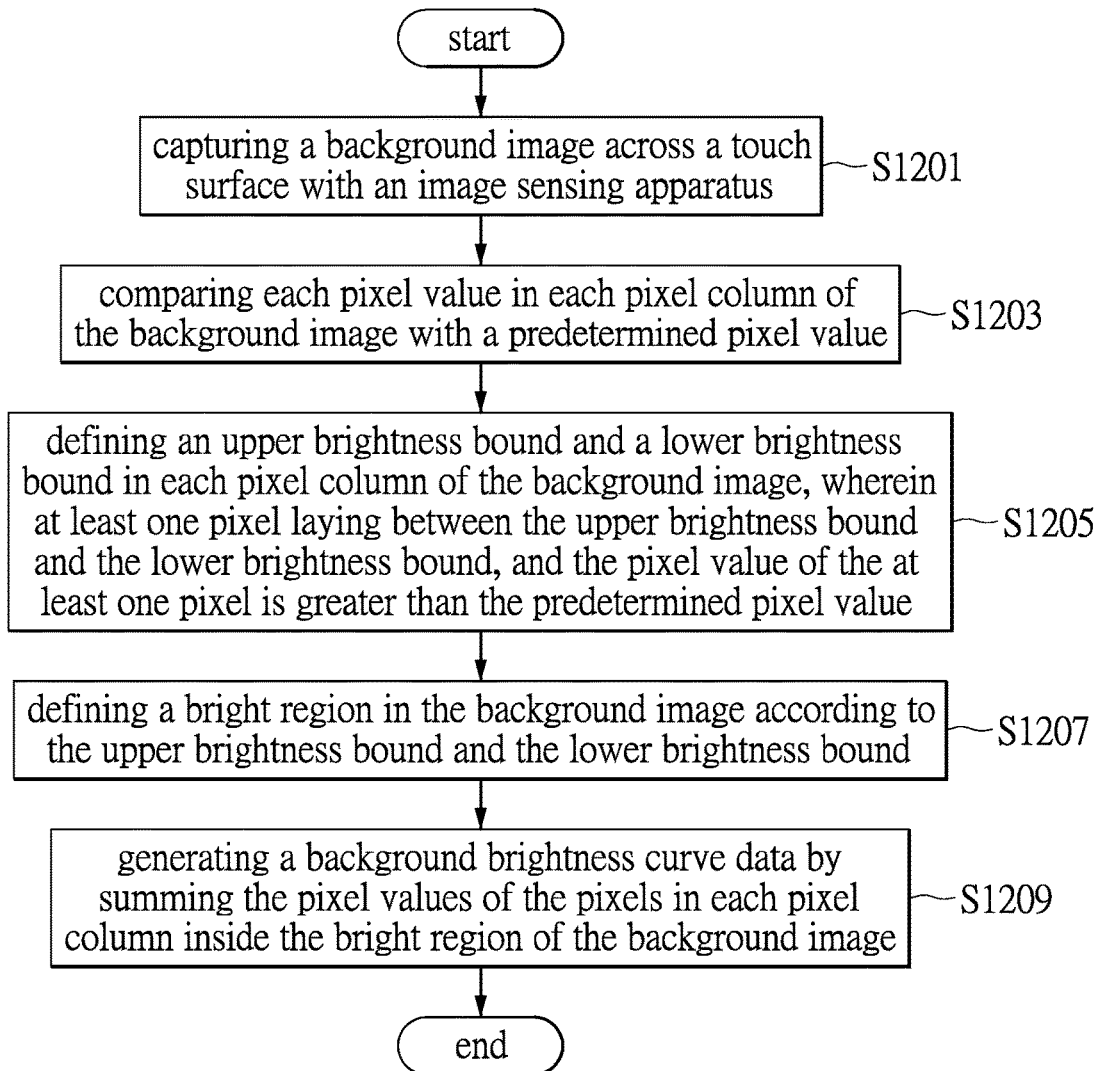 start
capturing a background image across a touch
surface with an image sensing apparatus
S1201
comparing each pixel value in each pixel column of
the background image with a predetermined pixel value
S1203
defining an upper brightness bound and a lower brightness
bound in each pixel column of the background image, wherein
at least one pixel laying between the upper brightness bound
and the lower brightness bound, and the pixel value of the at
least one pixel is greater than the predetermined pixel value
S1205
defining a bright region in the background image according to
the upper brightness bound and the lower brightness bound
S1207
generating a background brightness curve data by
summing the pixel values of the pixels in each pixel
column inside the bright region of the background image
S1209
end